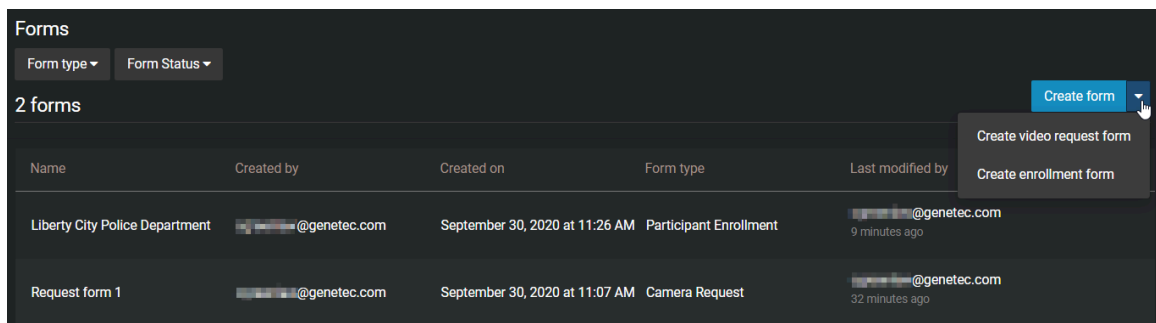 Forms
Form type
Form Status
2 forms
Create form
Create video request form
Create enrollment form
Name
Created by
Created on
Form type
Last modified by
Liberty City Police Department
@genetec.com
September 30, 2020 at 11:26 AM
Participant Enrollment
@genetec.com
9 minutes ago
Request form 1
@genetec.com
September 30, 2020 at 11:07 AM
Camera Request
@genetec.com
32 minutes ago